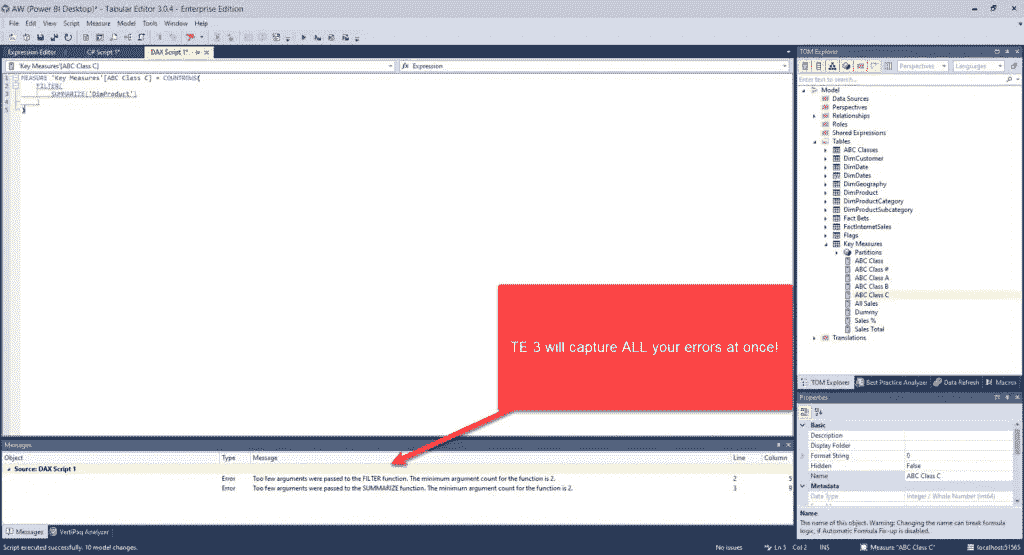 AW (Power BI Desktop)* - Tabular Editor 3.0.4 - Enterprise Edition
File Edit View Script Measure Model Tools Window Help
Expression Editor C# Script 1* DAX Script 1*
'Key Measures'[ABC Class C] fx Expression
1 MEASURE 'Key Measures'[ABC Class C] = COUNTROWS(
2 FILTER(
3 SUMMARIZE('DimProduct')
4 )
5 )
TE 3 will capture ALL your errors at once!
Messages
Object Type Message Line Column
Source: DAX Script 1
Error Too few arguments were passed to the FILTER function. The minimum argument count for the function is 2. 2 5
Error Too few arguments were passed to the SUMMARIZE function. The minimum argument count for the function is 2. 3 9
Messages VertiPaq Analyzer
Script executed successfully. 10 model changes. No issues Ln 5 Col 2 INS Measure "ABC Class C" localhost:51565
TOM Explorer
Perspectives Languages
Enter text to search...
Model
Data Sources
Perspectives
Relationships
Roles
Shared Expressions
Tables
ABC Classes
DimCustomer
DimDate
DimDates
DimGeography
DimProduct
DimProductCategory
DimProductSubcategory
Fact Bets
FactInternetSales
Flags
Key Measures
Partitions
ABC Class
ABC Class #
ABC Class A
ABC Class B
ABC Class C
All Sales
Dummy
Sales %
Sales Total
Translations
TOM Explorer Best Practice Analyzer Data Refresh Macros
Properties
Basic
Description
Display Folder
Format String 0
Hidden False
Name ABC Class C
Metadata
Data Type Integer / Whole Number (int64)
Name
The name of this object. Warning: Changing the name can break formula
logic, if Automatic Formula Fix-up is disabled.